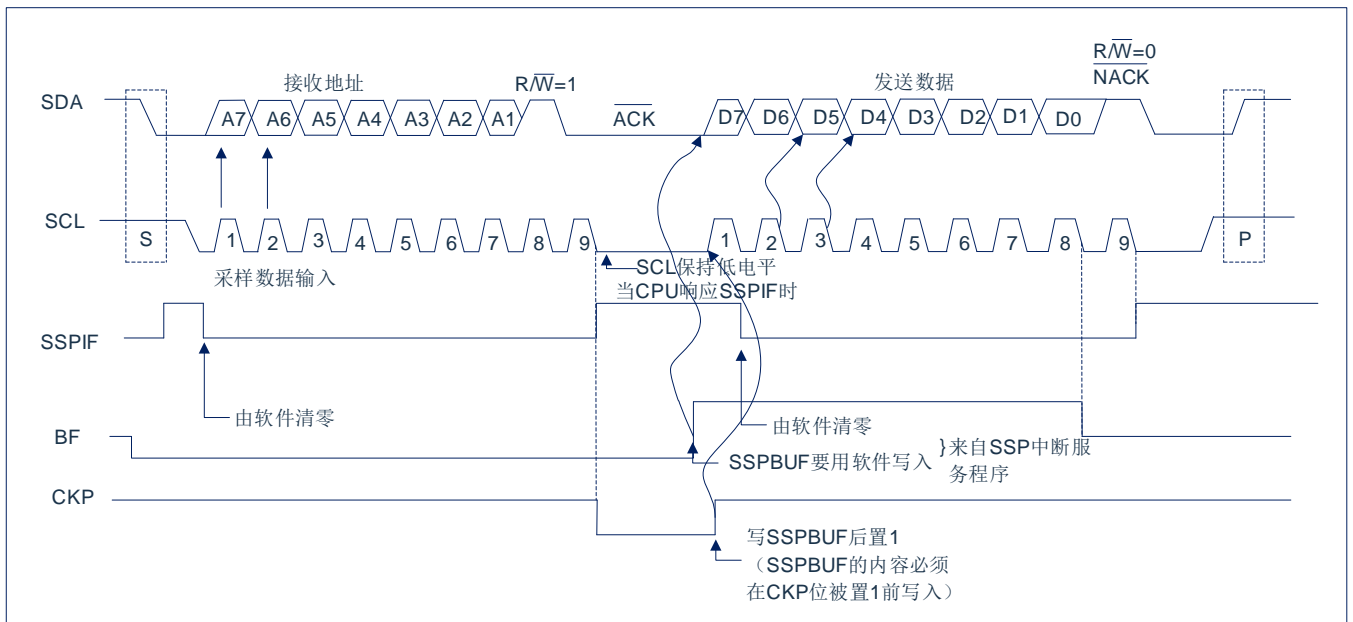 R/W=0
NACK
接收地址
R/W=1
发送数据
SDA
A7 A6 A5 A4 A3 A2 A1
ACK
D7 D6 D5 D4 D3 D2 D1 D0
SCL
S
1 2 3 4 5 6 7 8 9
1 2 3 4 5 6 7 8 9
P
采样数据输入
SCL保持低电平
当CPU响应SSPIF时
SSPIF
由软件清零
由软件清零
BF
SSPBUF要用软件写入
}来自SSP中断服
务程序
CKP
写SSPBUF后置1
（SSPBUF的内容必须
在CKP位被置1前写入）